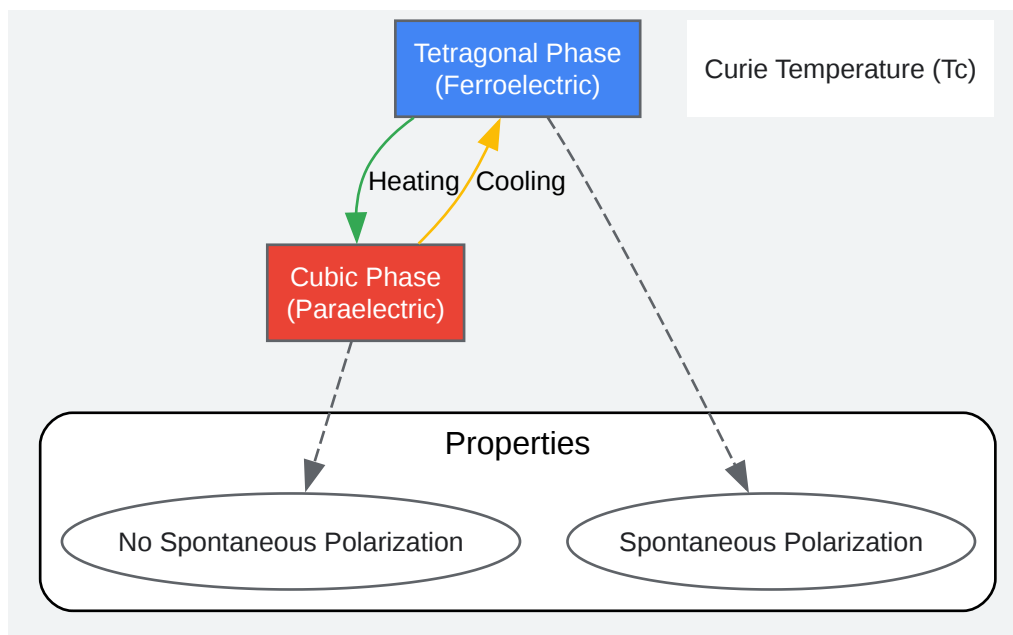 Tetragonal Phase
(Ferroelectric)
Curie Temperature (Tc)
Heating
Cooling
Cubic Phase
(Paraelectric)
Properties
No Spontaneous Polarization
Spontaneous Polarization